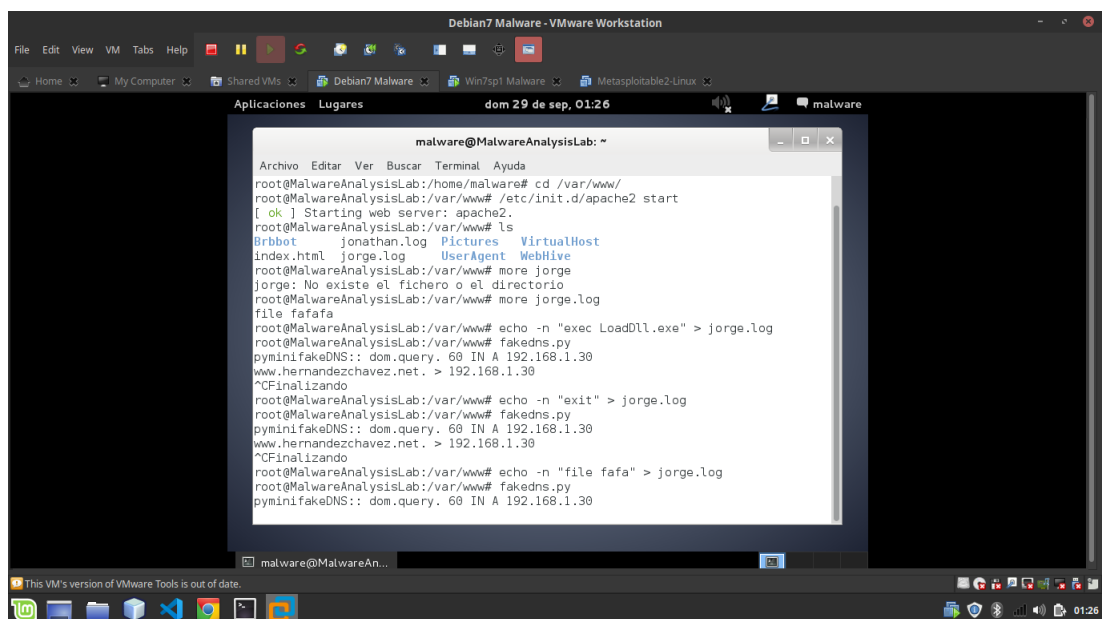 Debian7 Malware - VMware Workstation
File Edit View VM Tabs Help
Home My Computer Shared VMs Debian7 Malware Win7sp1 Malware Metasploitable2-Linux
Aplicaciones Lugares dom 29 de sep, 01:26 malware
malware@MalwareAnalysisLab: ~
Archivo Editar Ver Buscar Terminal Ayuda
root@MalwareAnalysisLab:/home/malware# cd /var/www/
root@MalwareAnalysisLab:/var/www# /etc/init.d/apache2 start
[ ok ] Starting web server: apache2.
root@MalwareAnalysisLab:/var/www# ls
Brbbot jonathan.log Pictures VirtualHost
index.html jorge.log UserAgent WebHive
root@MalwareAnalysisLab:/var/www# more jorge
jorge: No existe el fichero o el directorio
root@MalwareAnalysisLab:/var/www# more jorge.log
file fafafa
root@MalwareAnalysisLab:/var/www# echo -n "exec LoadDll.exe" > jorge.log
root@MalwareAnalysisLab:/var/www# fakedns.py
pyminifakeDNS:: dom.query. 60 IN A 192.168.1.30
www.hernandezchavez.net. > 192.168.1.30
^CFinalizando
root@MalwareAnalysisLab:/var/www# echo -n "exit" > jorge.log
root@MalwareAnalysisLab:/var/www# fakedns.py
pyminifakeDNS:: dom.query. 60 IN A 192.168.1.30
www.hernandezchavez.net. > 192.168.1.30
^CFinalizando
root@MalwareAnalysisLab:/var/www# echo -n "file fafa" > jorge.log
root@MalwareAnalysisLab:/var/www# fakedns.py
pyminifakeDNS:: dom.query. 60 IN A 192.168.1.30
malware@MalwareAn...
This VM's version of VMware Tools is out of date.
01:26